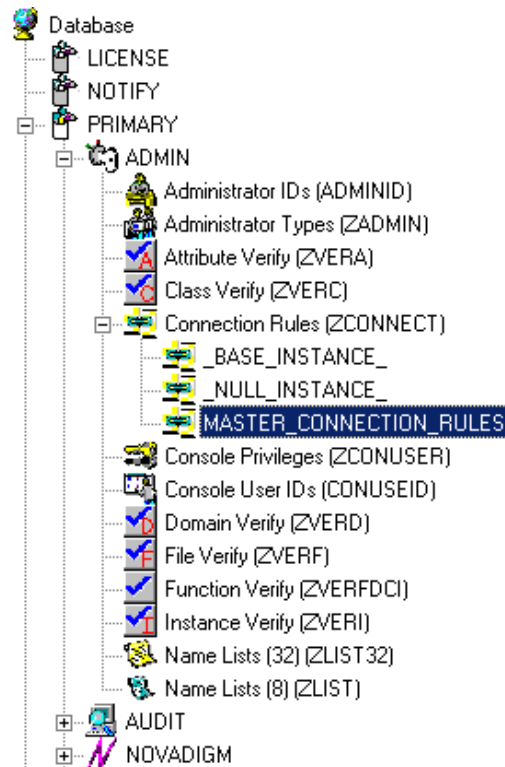 Database
LICENSE
NOTIFY
PRIMARY
ADMIN
Administrator IDs (ADMINID)
Administrator Types (ZADMIN)
A Attribute Verify (ZVERA)
C Class Verify (ZVERC)
Connection Rules (ZCONNECT)
_BASE_INSTANCE_
_NULL_INSTANCE_
MASTER_CONNECTION_RULES
Console Privileges (ZCONUSER)
Console User IDs (CONUSEID)
D Domain Verify (ZVERD)
F File Verify (ZVERF)
Function Verify (ZVERFDCI)
I Instance Verify (ZVERI)
Name Lists (32) (ZLIST32)
Name Lists (8) (ZLIST)
AUDIT
N NOVADIGM